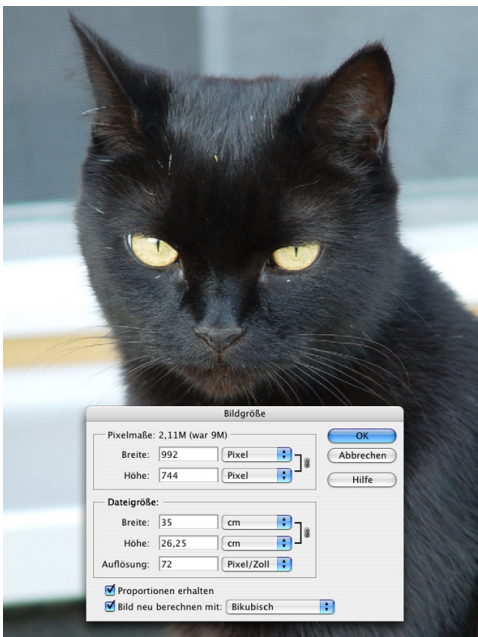 Bildgröße
Pixelmaße: 2,11M (war 9M)
Breite: 992 Pixel
Höhe: 744 Pixel
Dateigröße:
Breite: 35 cm
Höhe: 26,25 cm
Auflösung: 72 Pixel/Zoll
Proportionen erhalten
Bild neu berechnen mit: Bikubisch
OK
Abbrechen
Hilfe